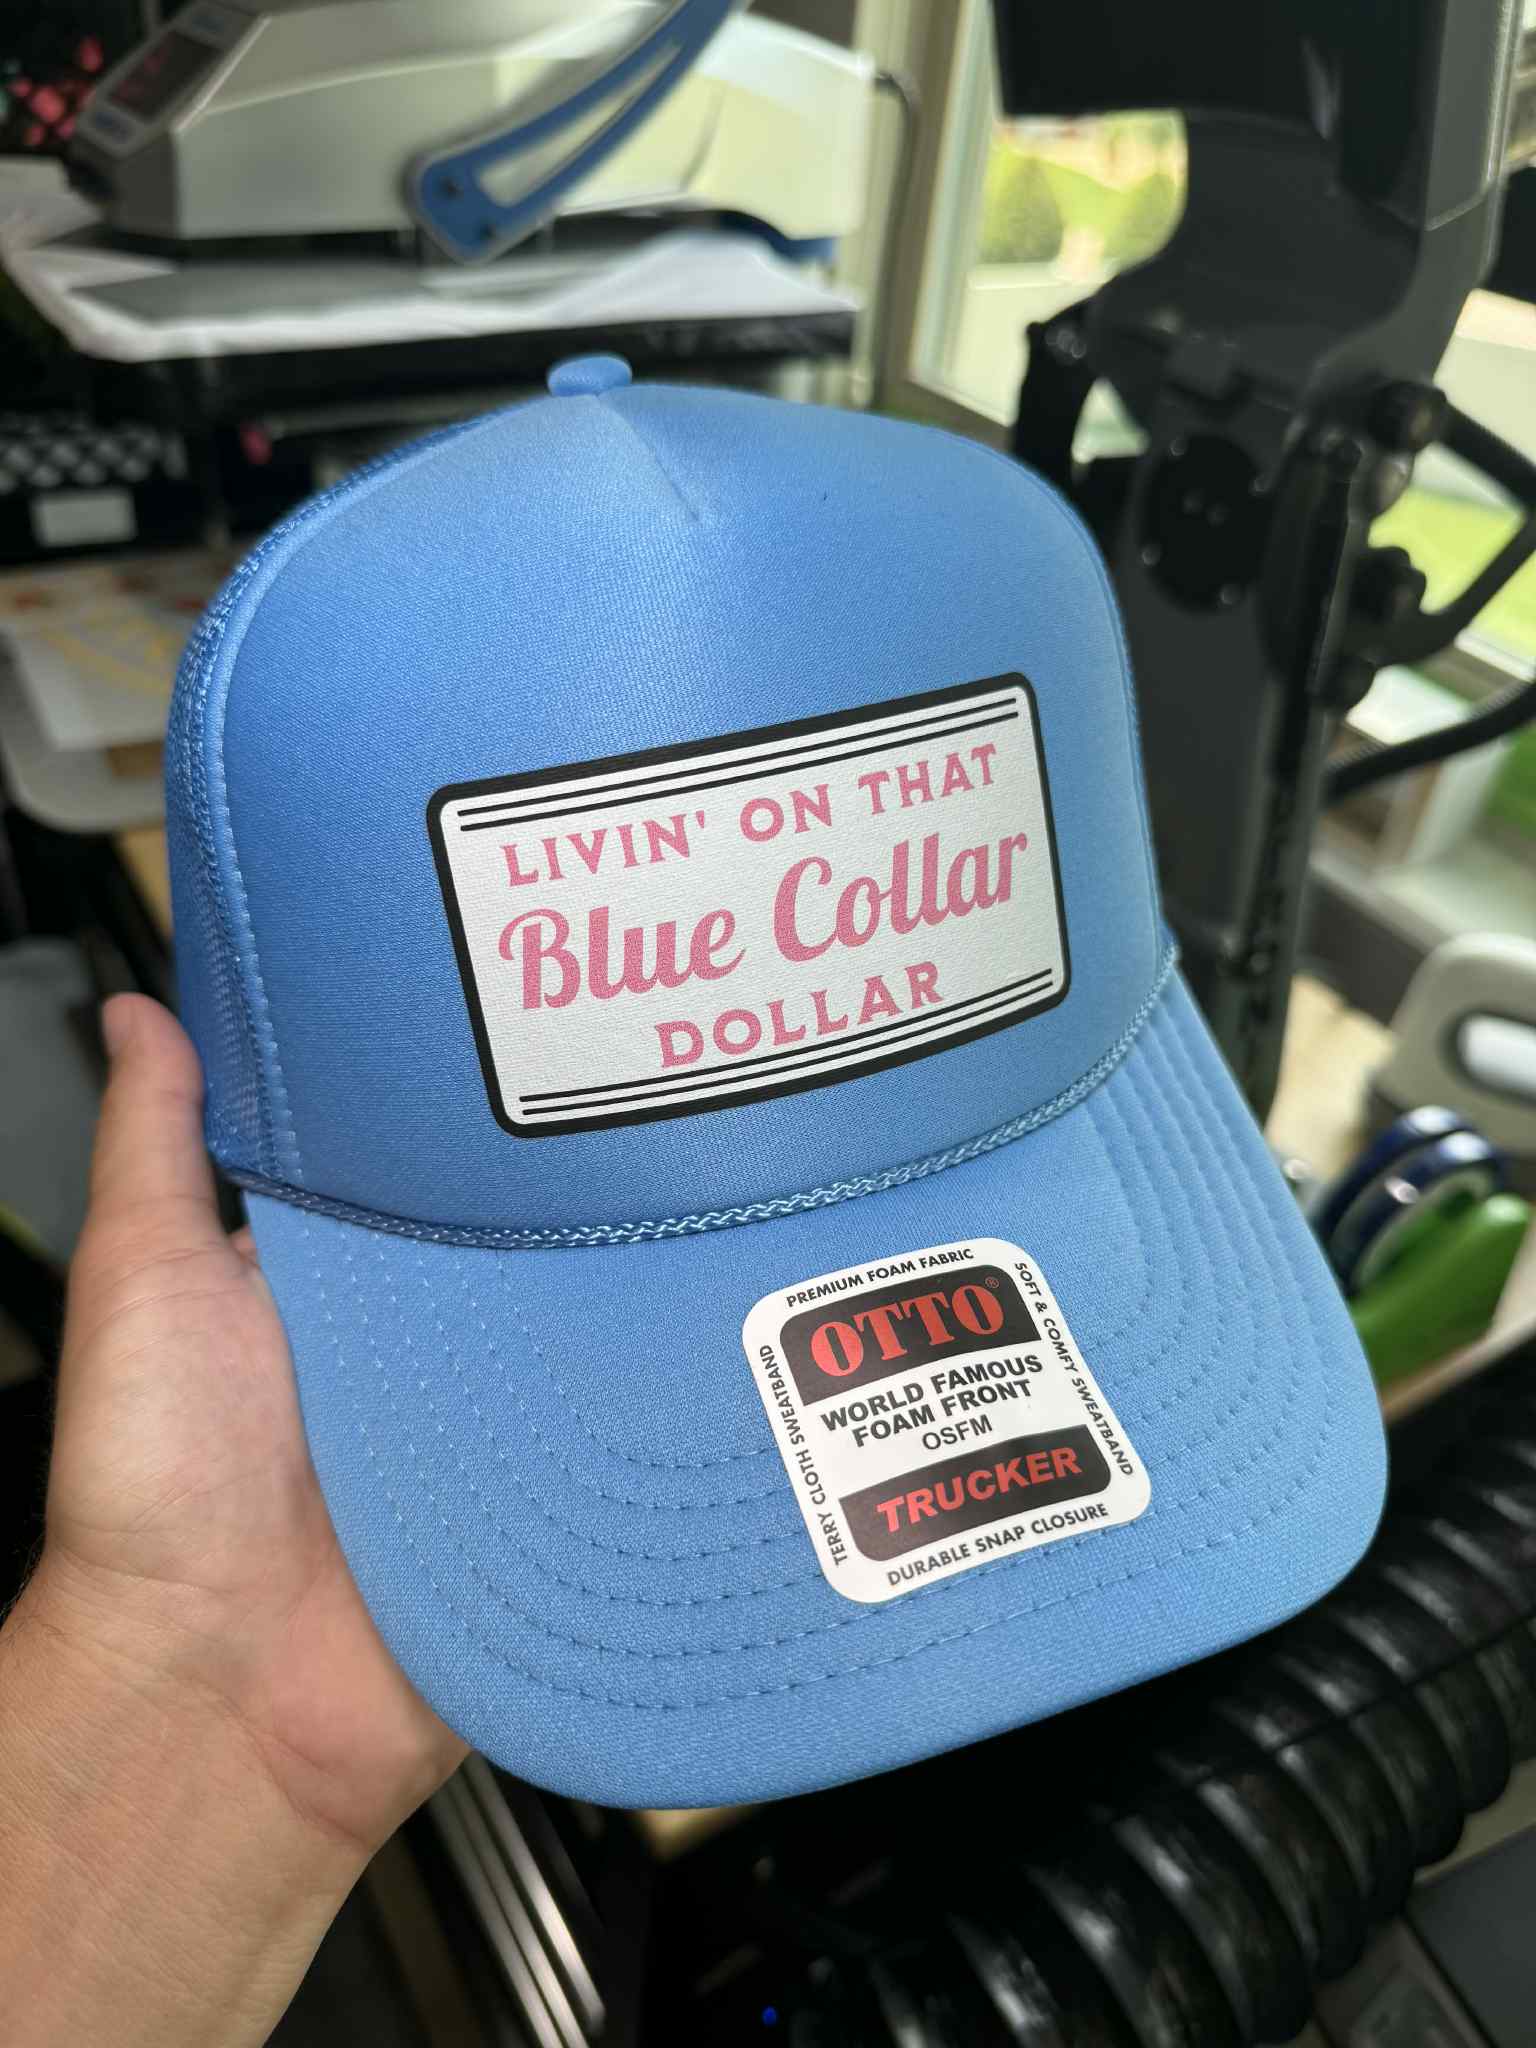 LIVIN' ON THAT
Blue Collar
DOLLAR
PREMIUM FOAM FABRIC
SOFT & COMFY SWEATBAND
TERRY CLOTH SWEATBAND
OTTO®
WORLD FAMOUS
FOAM FRONT
OSFM
TRUCKER
DURABLE SNAP CLOSURE